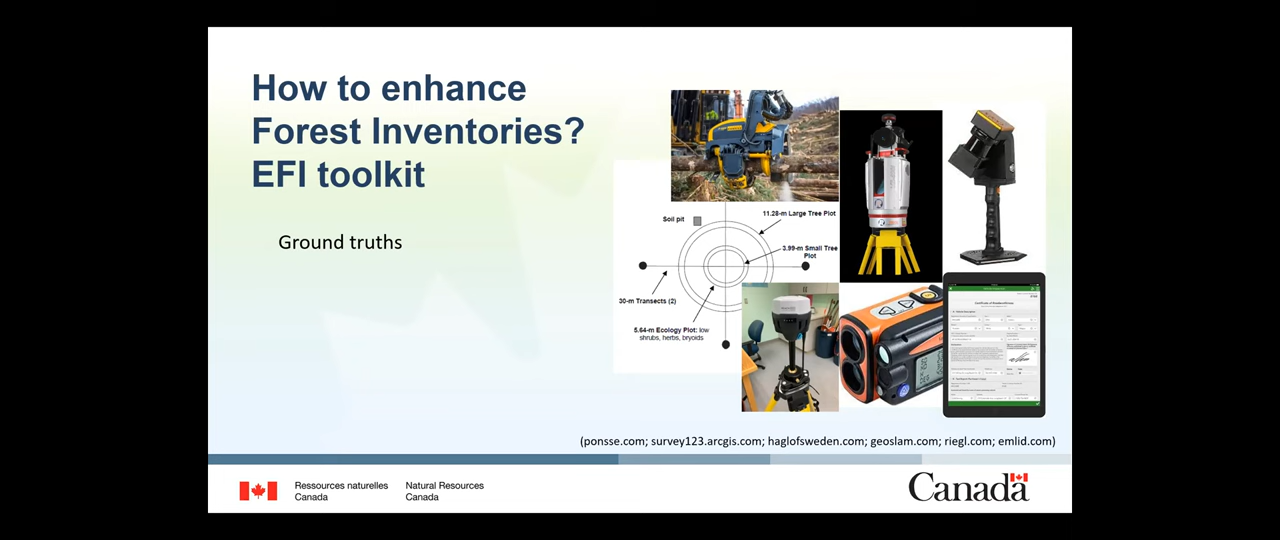 How to enhance
Forest Inventories?
EFI toolkit
Ground truths
Soil pit
11.28-m Large Tree Plot
3.99-m Small Tree
Plot
30-m Transects (2)
5.64-m Ecology Plot: low
shrubs, herbs, bryoids
(ponsse.com; survey123.arcgis.com; haglofsweden.com; geoslam.com; riegl.com; emlid.com)
Ressources naturelles
Canada
Natural Resources
Canada
Canada